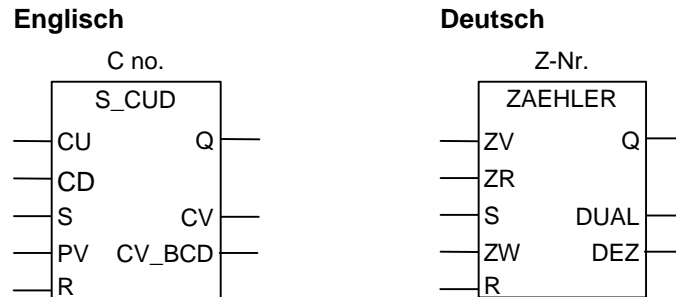 Englisch
C no.
S_CUD
CU Q
CD
S CV
PV CV_BCD
R
Deutsch
Z-Nr.
ZAEHLER
ZV Q
ZR
S DUAL
ZW DEZ
R